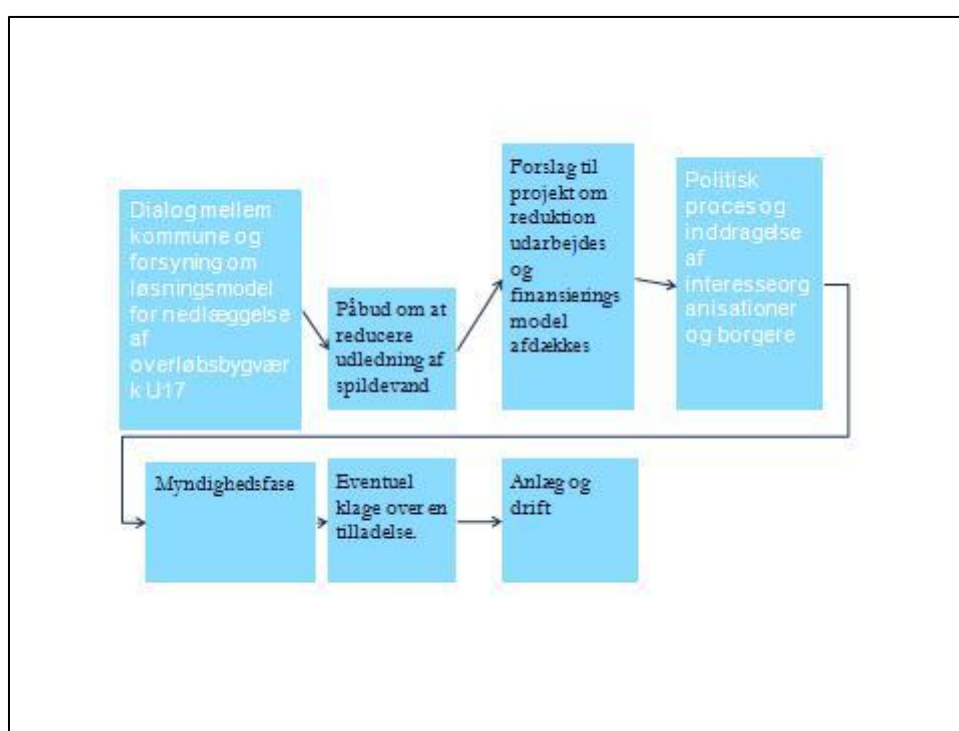 Dialog mellem
kommune og
forsyning om
løsningsmodel
for nedlæggelse
af
overløbsbygvær
k U17
Påbud om at
reducere
udledning af
spildevand
Forslag til
projekt om
reduktion
udarbejdes
og
finansierings
model
afdækkes
Politisk
proces og
inddragelse
af
interesseorg
anisationer
og borgere
Myndighedsfase
Eventuel
klage over en
tilladelse.
Anlæg og
drift